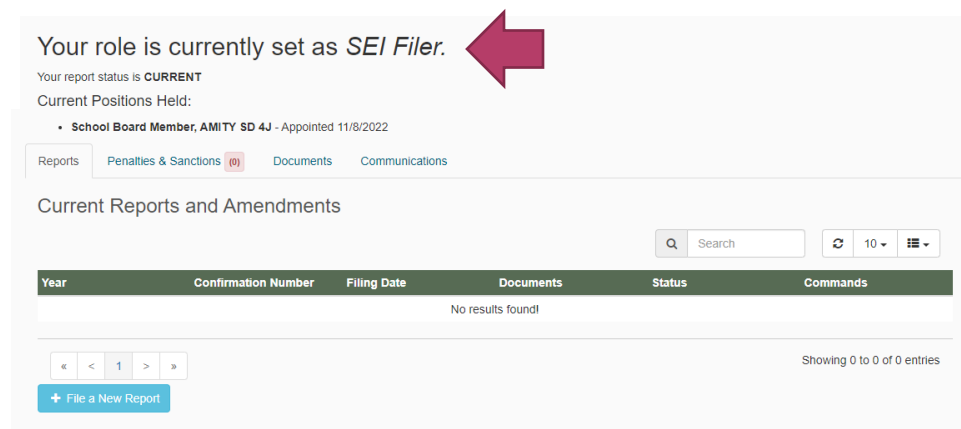 Your role is currently set as SEI Filer.
Your report status is CURRENT
Current Positions Held:
• School Board Member, AMITY SD 4J - Appointed 11/8/2022
Reports Penalties & Sanctions (0) Documents Communications
Current Reports and Amendments
Search 10
Year Confirmation Number Filing Date Documents Status Commands
No results found!
« < 1 > » Showing 0 to 0 of 0 entries
+ File a New Report